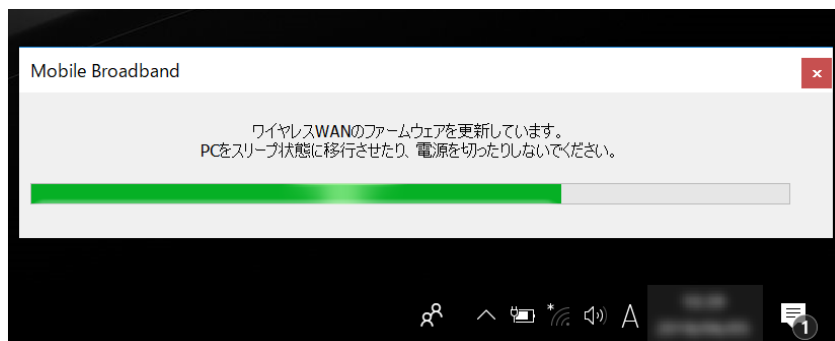 Mobile Broadband
ワイヤレスWANのファームウェアを更新しています。
PCをスリープ状態に移行させたり、電源を切ったりしないでください。
A
1